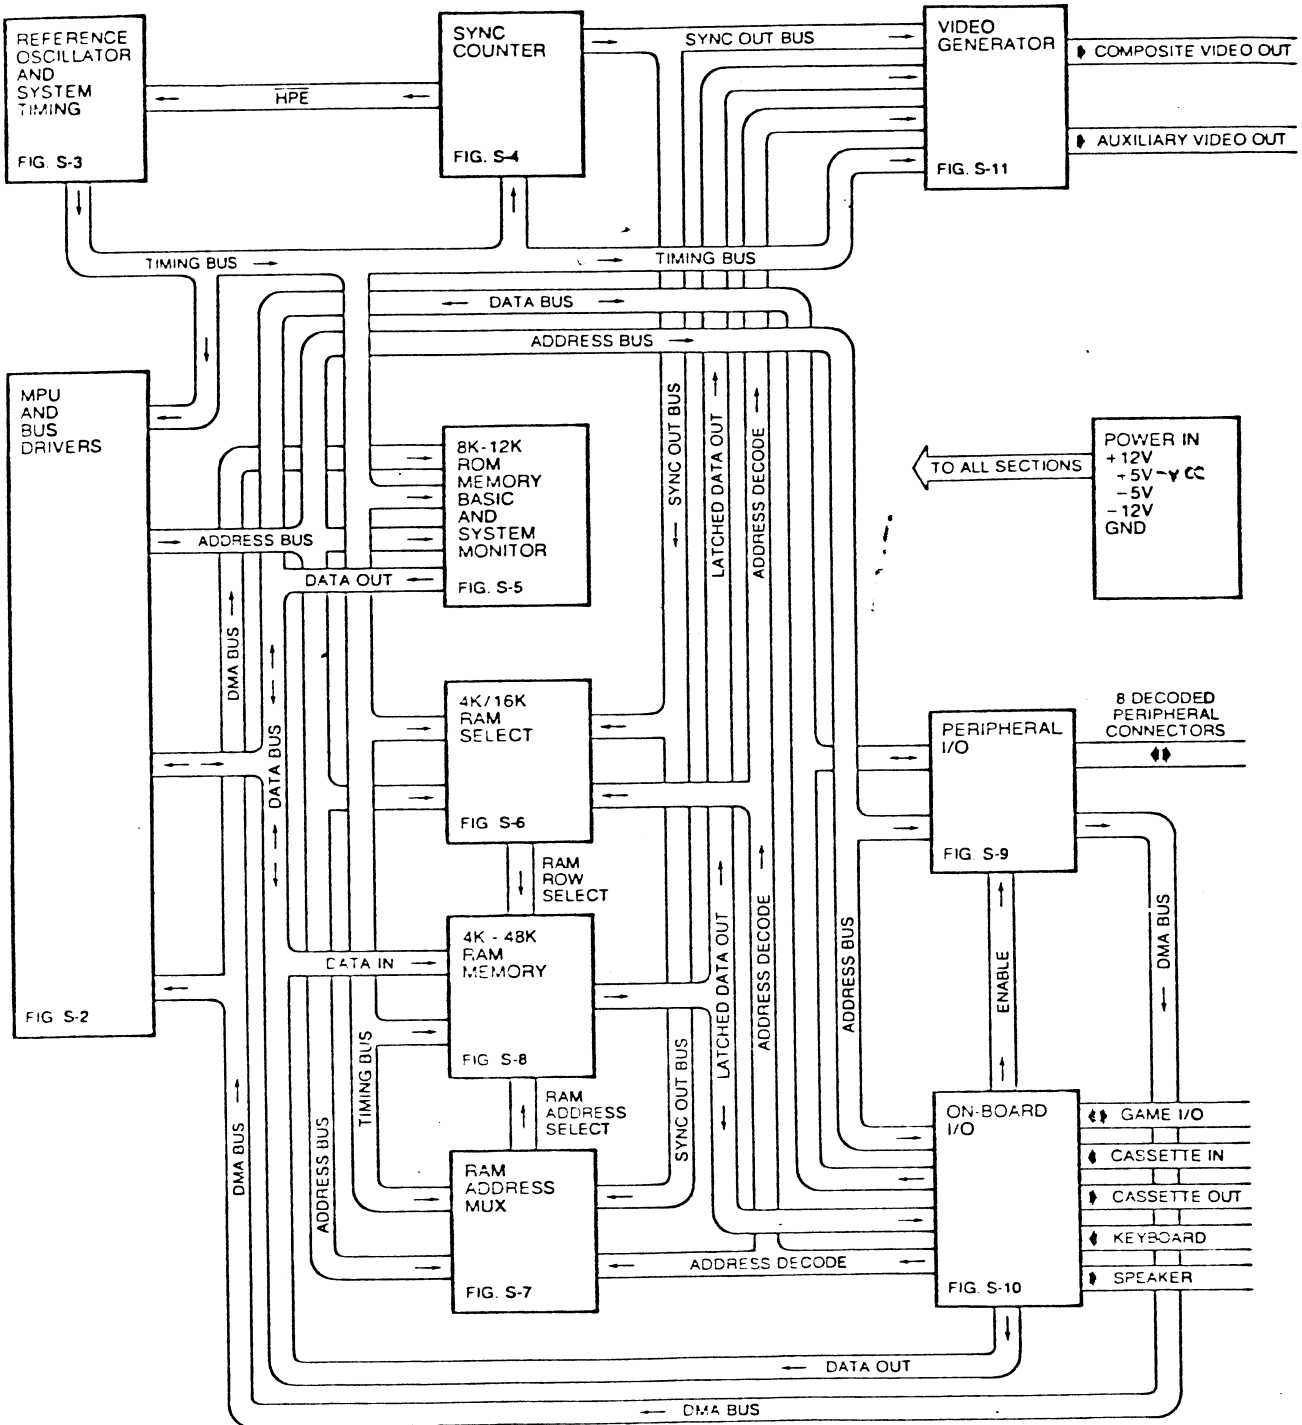 REFERENCE
OSCILLATOR
AND
SYSTEM
TIMING
FIG. S-3
HPE
SYNC
COUNTER
FIG. S-4
SYNC OUT BUS
VIDEO
GENERATOR
FIG. S-11
COMPOSITE VIDEO OUT
AUXILIARY VIDEO OUT
TIMING BUS
TIMING BUS
DATA BUS
ADDRESS BUS
MPU
AND
BUS
DRIVERS
FIG S-2
ADDRESS BUS
DATA OUT
8K-12K
ROM
MEMORY
BASIC
AND
SYSTEM
MONITOR
FIG. S-5
SYNC OUT BUS
LATCHED DATA OUT
ADDRESS DECODE
TO ALL SECTIONS
POWER IN
+12V
+5V
-5V
-12V
GND
DMA BUS
DATA BUS
4K/16K
RAM
SELECT
FIG S-6
RAM
ROW
SELECT
PERIPHERAL
I/O
FIG. S-9
8 DECODED
PERIPHERAL
CONNECTORS
DATA IN
4K - 48K
RAM
MEMORY
FIG S-8
LATCHED DATA OUT
ADDRESS DECODE
ADDRESS BUS
ENABLE
DMA BUS
DMA BUS
ADDRESS BUS
TIMING BUS
RAM
ADDRESS
SELECT
SYNC OUT BUS
RAM
ADDRESS
MUX
FIG. S-7
ADDRESS DECODE
ON-BOARD
I/O
FIG. S-10
GAME I/O
CASSETTE IN
CASSETTE OUT
KEYBOARD
SPEAKER
DATA OUT
DMA BUS